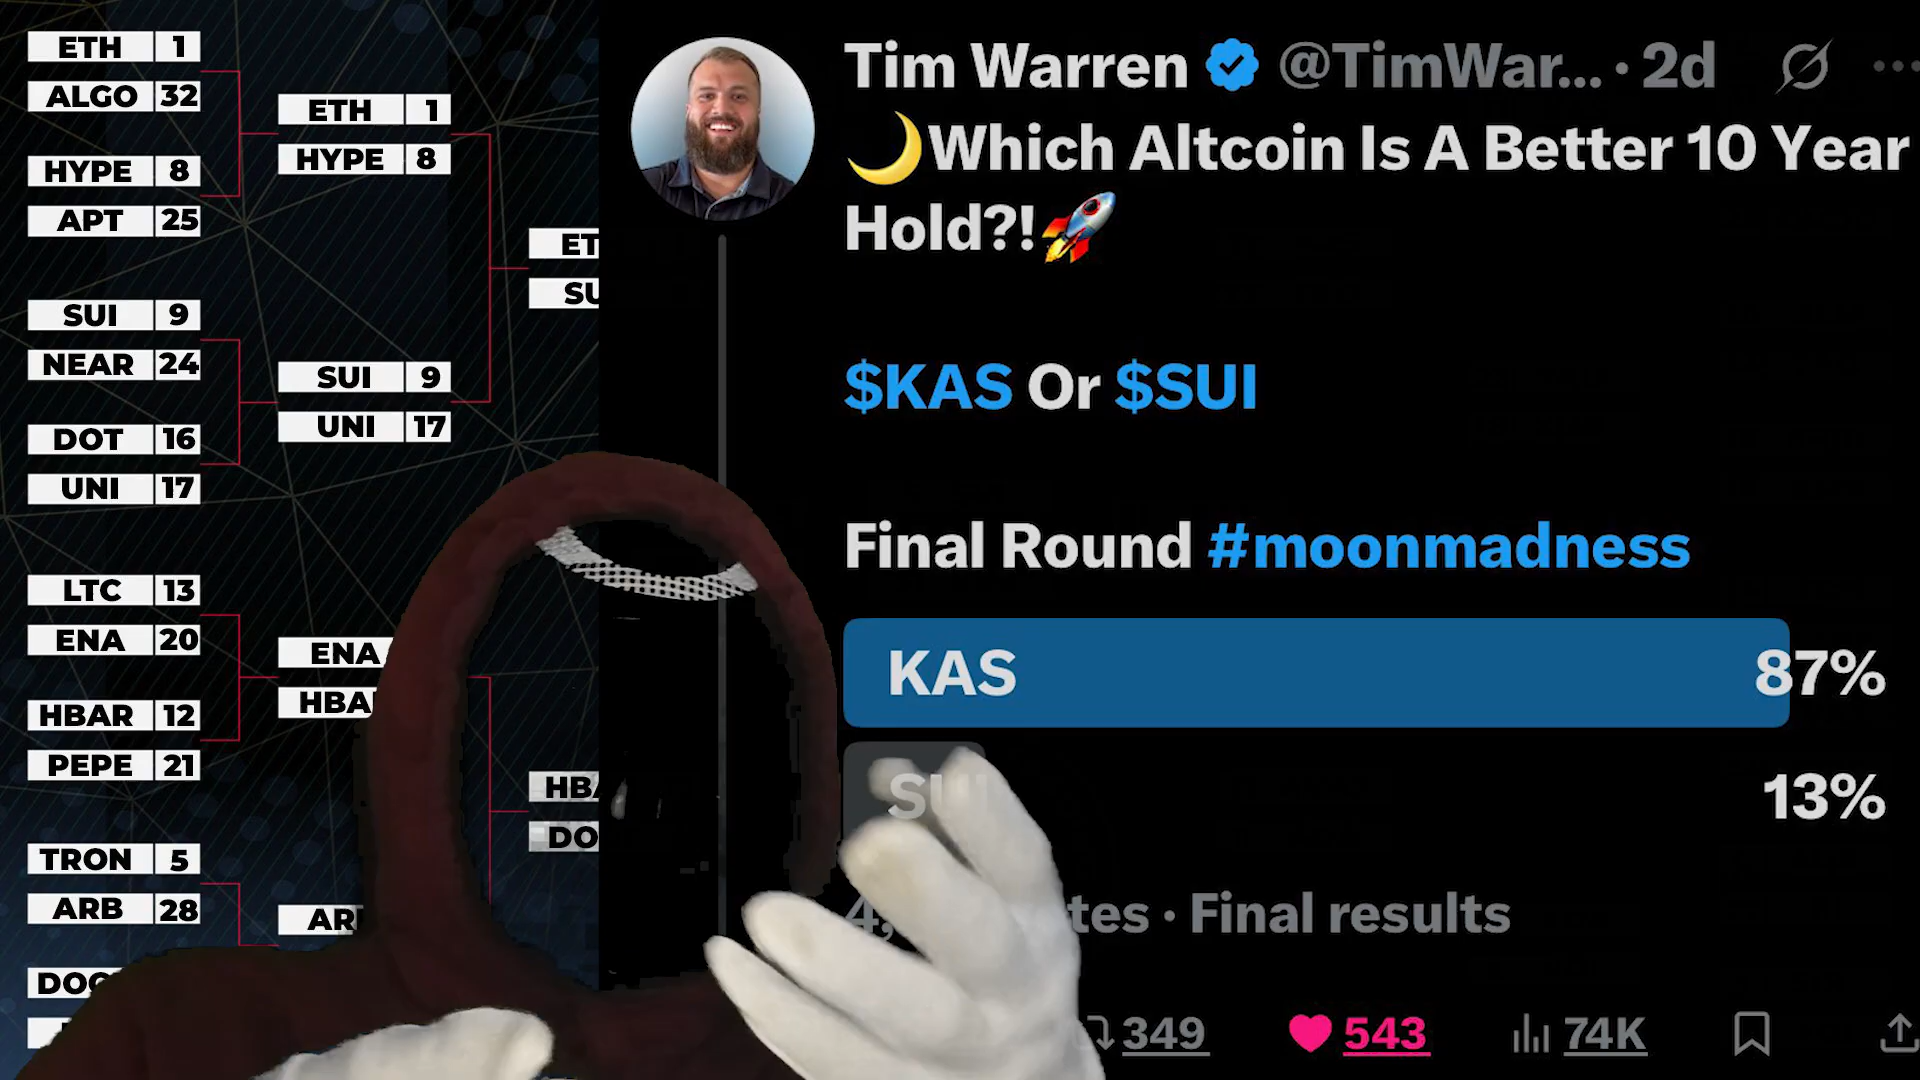 ETH 1
ALGO 32
HYPE 8
APT 25
SUI 9
NEAR 24
DOT 16
UNI 17
LTC 13
ENA 20
HBAR 12
PEPE 21
TRON 5
ARB 28
ETH 1
HYPE 8
SUI 9
UNI 17
ENA
Tim Warren @TimWar... · 2d
🌙Which Altcoin Is A Better 10 Year
Hold?!🚀
$KAS Or $SUI
Final Round #moonmadness
KAS 87%
SUI 13%
· Final results
349 543 74K